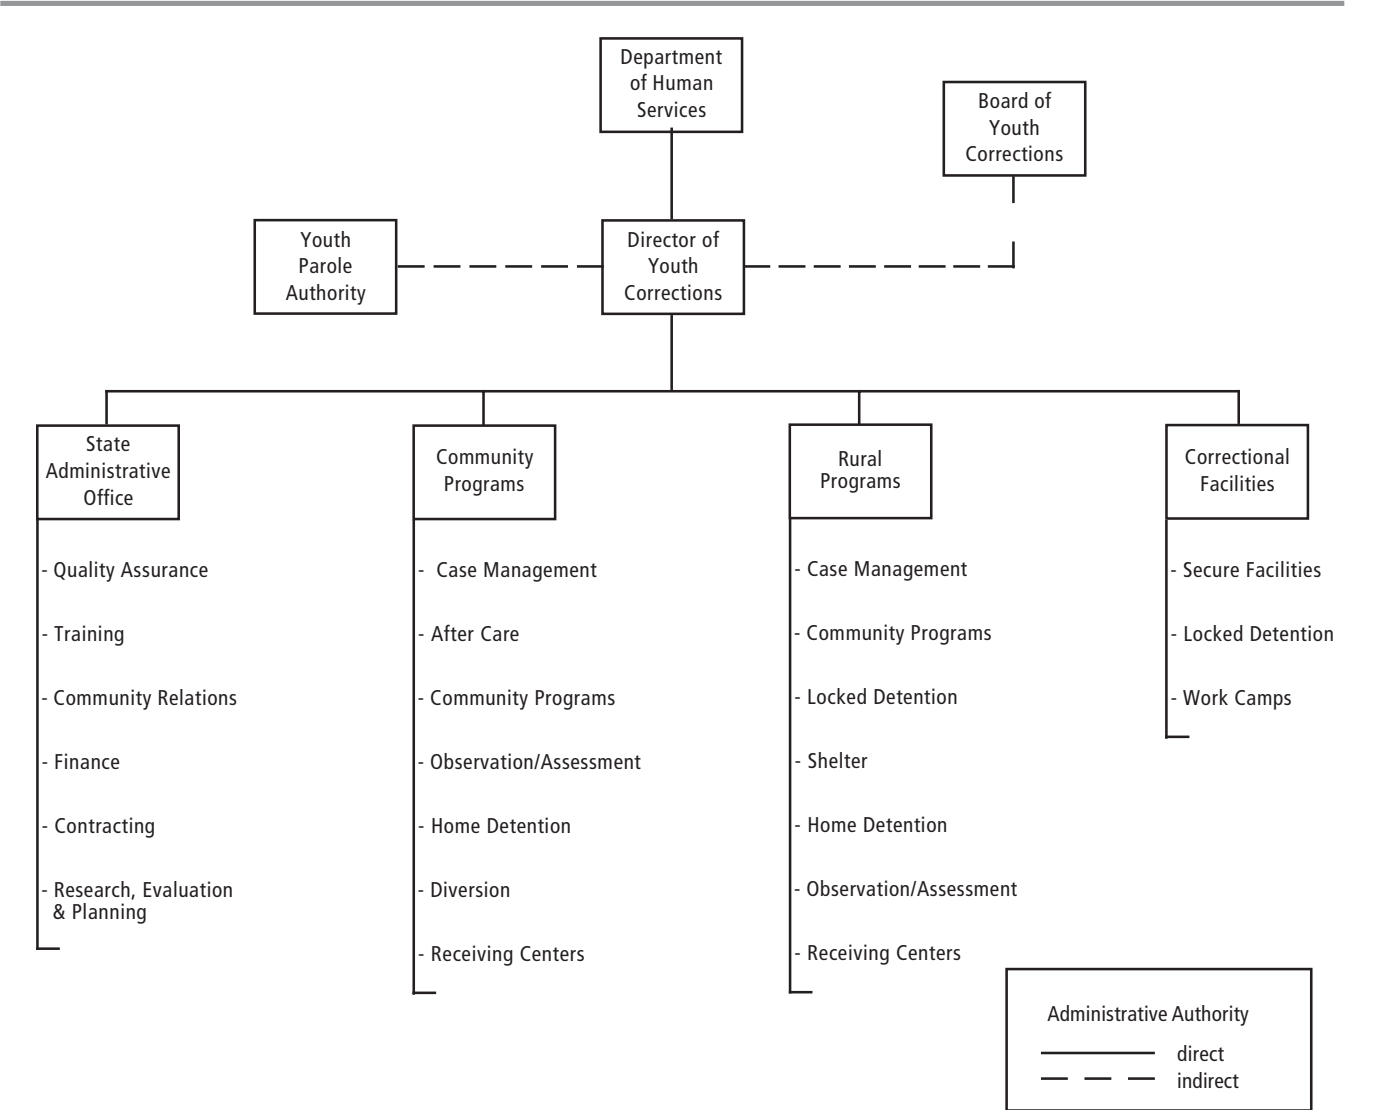 Department
of Human
Services
Board of
Youth
Corrections
Youth
Parole
Authority
Director of
Youth
Corrections
State
Administrative
Office
Community
Programs
Rural
Programs
Correctional
Facilities
- Quality Assurance
- Training
- Community Relations
- Finance
- Contracting
- Research, Evaluation
& Planning
- Case Management
- After Care
- Community Programs
- Observation/Assessment
- Home Detention
- Diversion
- Receiving Centers
- Case Management
- Community Programs
- Locked Detention
- Shelter
- Home Detention
- Observation/Assessment
- Receiving Centers
- Secure Facilities
- Locked Detention
- Work Camps
Administrative Authority
direct
indirect